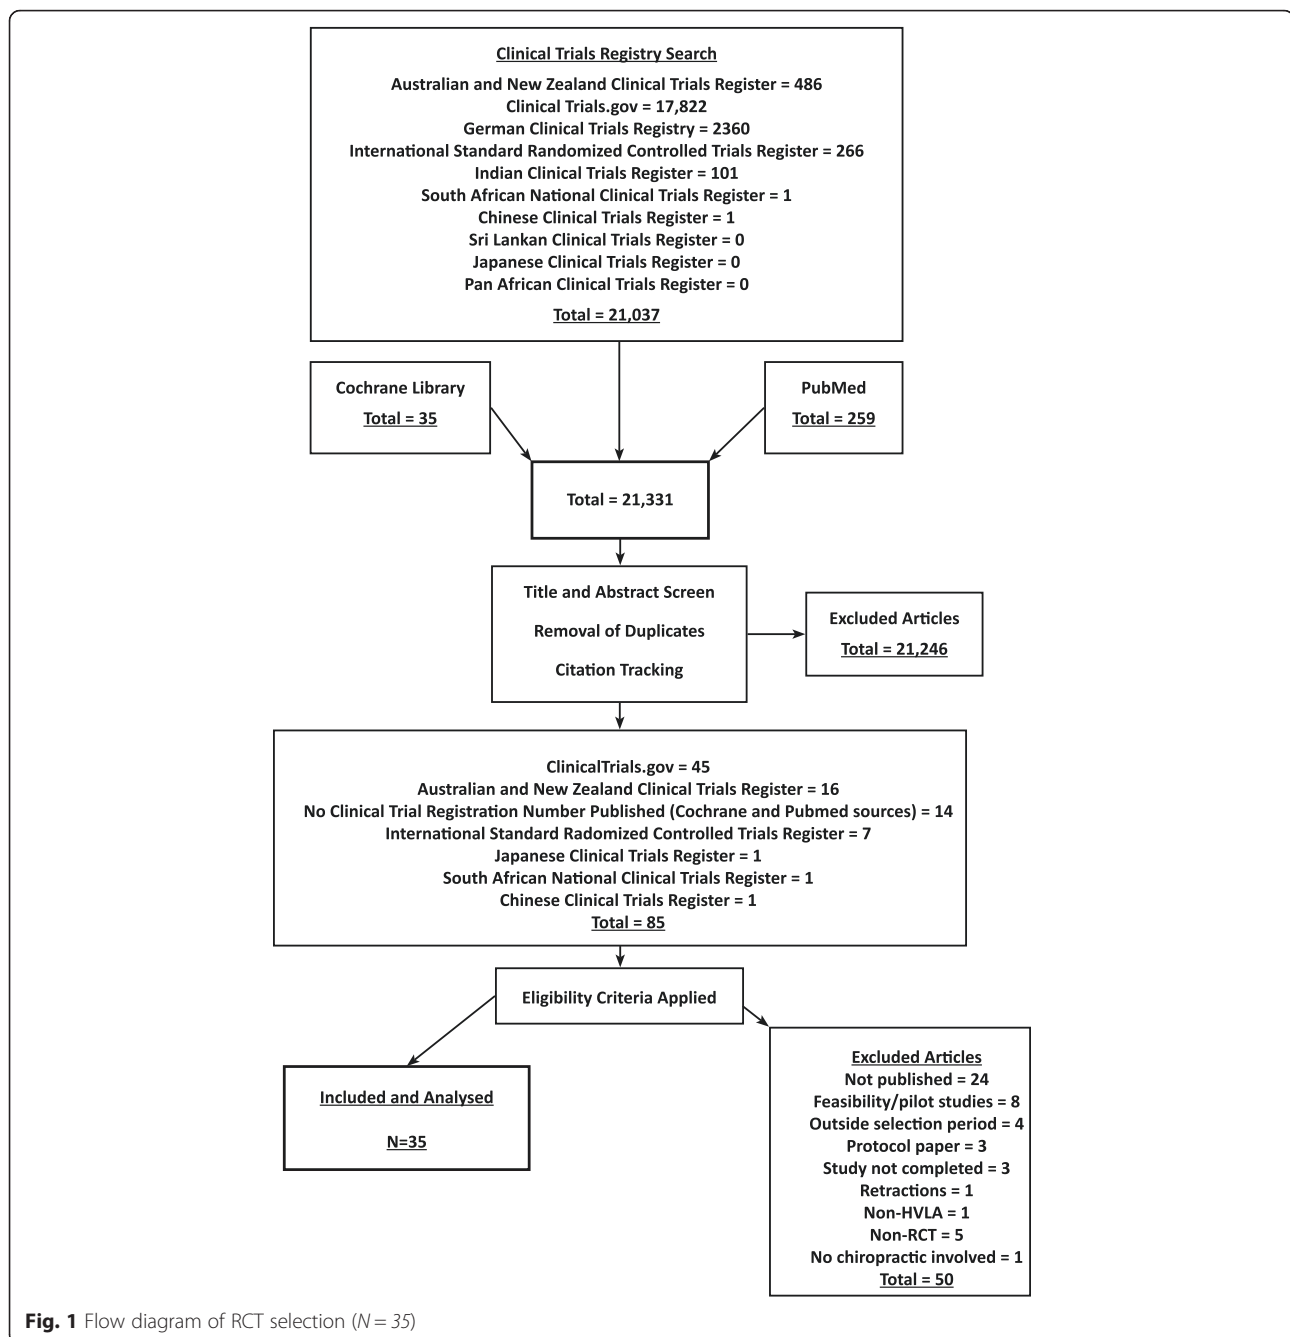 Clinical Trials Registry Search
Australian and New Zealand Clinical Trials Register = 486
Clinical Trials.gov = 17,822
German Clinical Trials Registry = 2360
International Standard Randomized Controlled Trials Register = 266
Indian Clinical Trials Register = 101
South African National Clinical Trials Register = 1
Chinese Clinical Trials Register = 1
Sri Lankan Clinical Trials Register = 0
Japanese Clinical Trials Register = 0
Pan African Clinical Trials Register = 0
Total = 21,037
Cochrane Library
Total = 35
PubMed
Total = 259
Total = 21,331
Title and Abstract Screen
Removal of Duplicates
Citation Tracking
Excluded Articles
Total = 21,246
ClinicalTrials.gov = 45
Australian and New Zealand Clinical Trials Register = 16
No Clinical Trial Registration Number Published (Cochrane and Pubmed sources) = 14
International Standard Radomized Controlled Trials Register = 7
Japanese Clinical Trials Register = 1
South African National Clinical Trials Register = 1
Chinese Clinical Trials Register = 1
Total = 85
Eligibility Criteria Applied
Included and Analysed
N=35
Excluded Articles
Not published = 24
Feasibility/pilot studies = 8
Outside selection period = 4
Protocol paper = 3
Study not completed = 3
Retractions = 1
Non-HVLA = 1
Non-RCT = 5
No chiropractic involved = 1
Total = 50
Fig. 1 Flow diagram of RCT selection (N = 35)